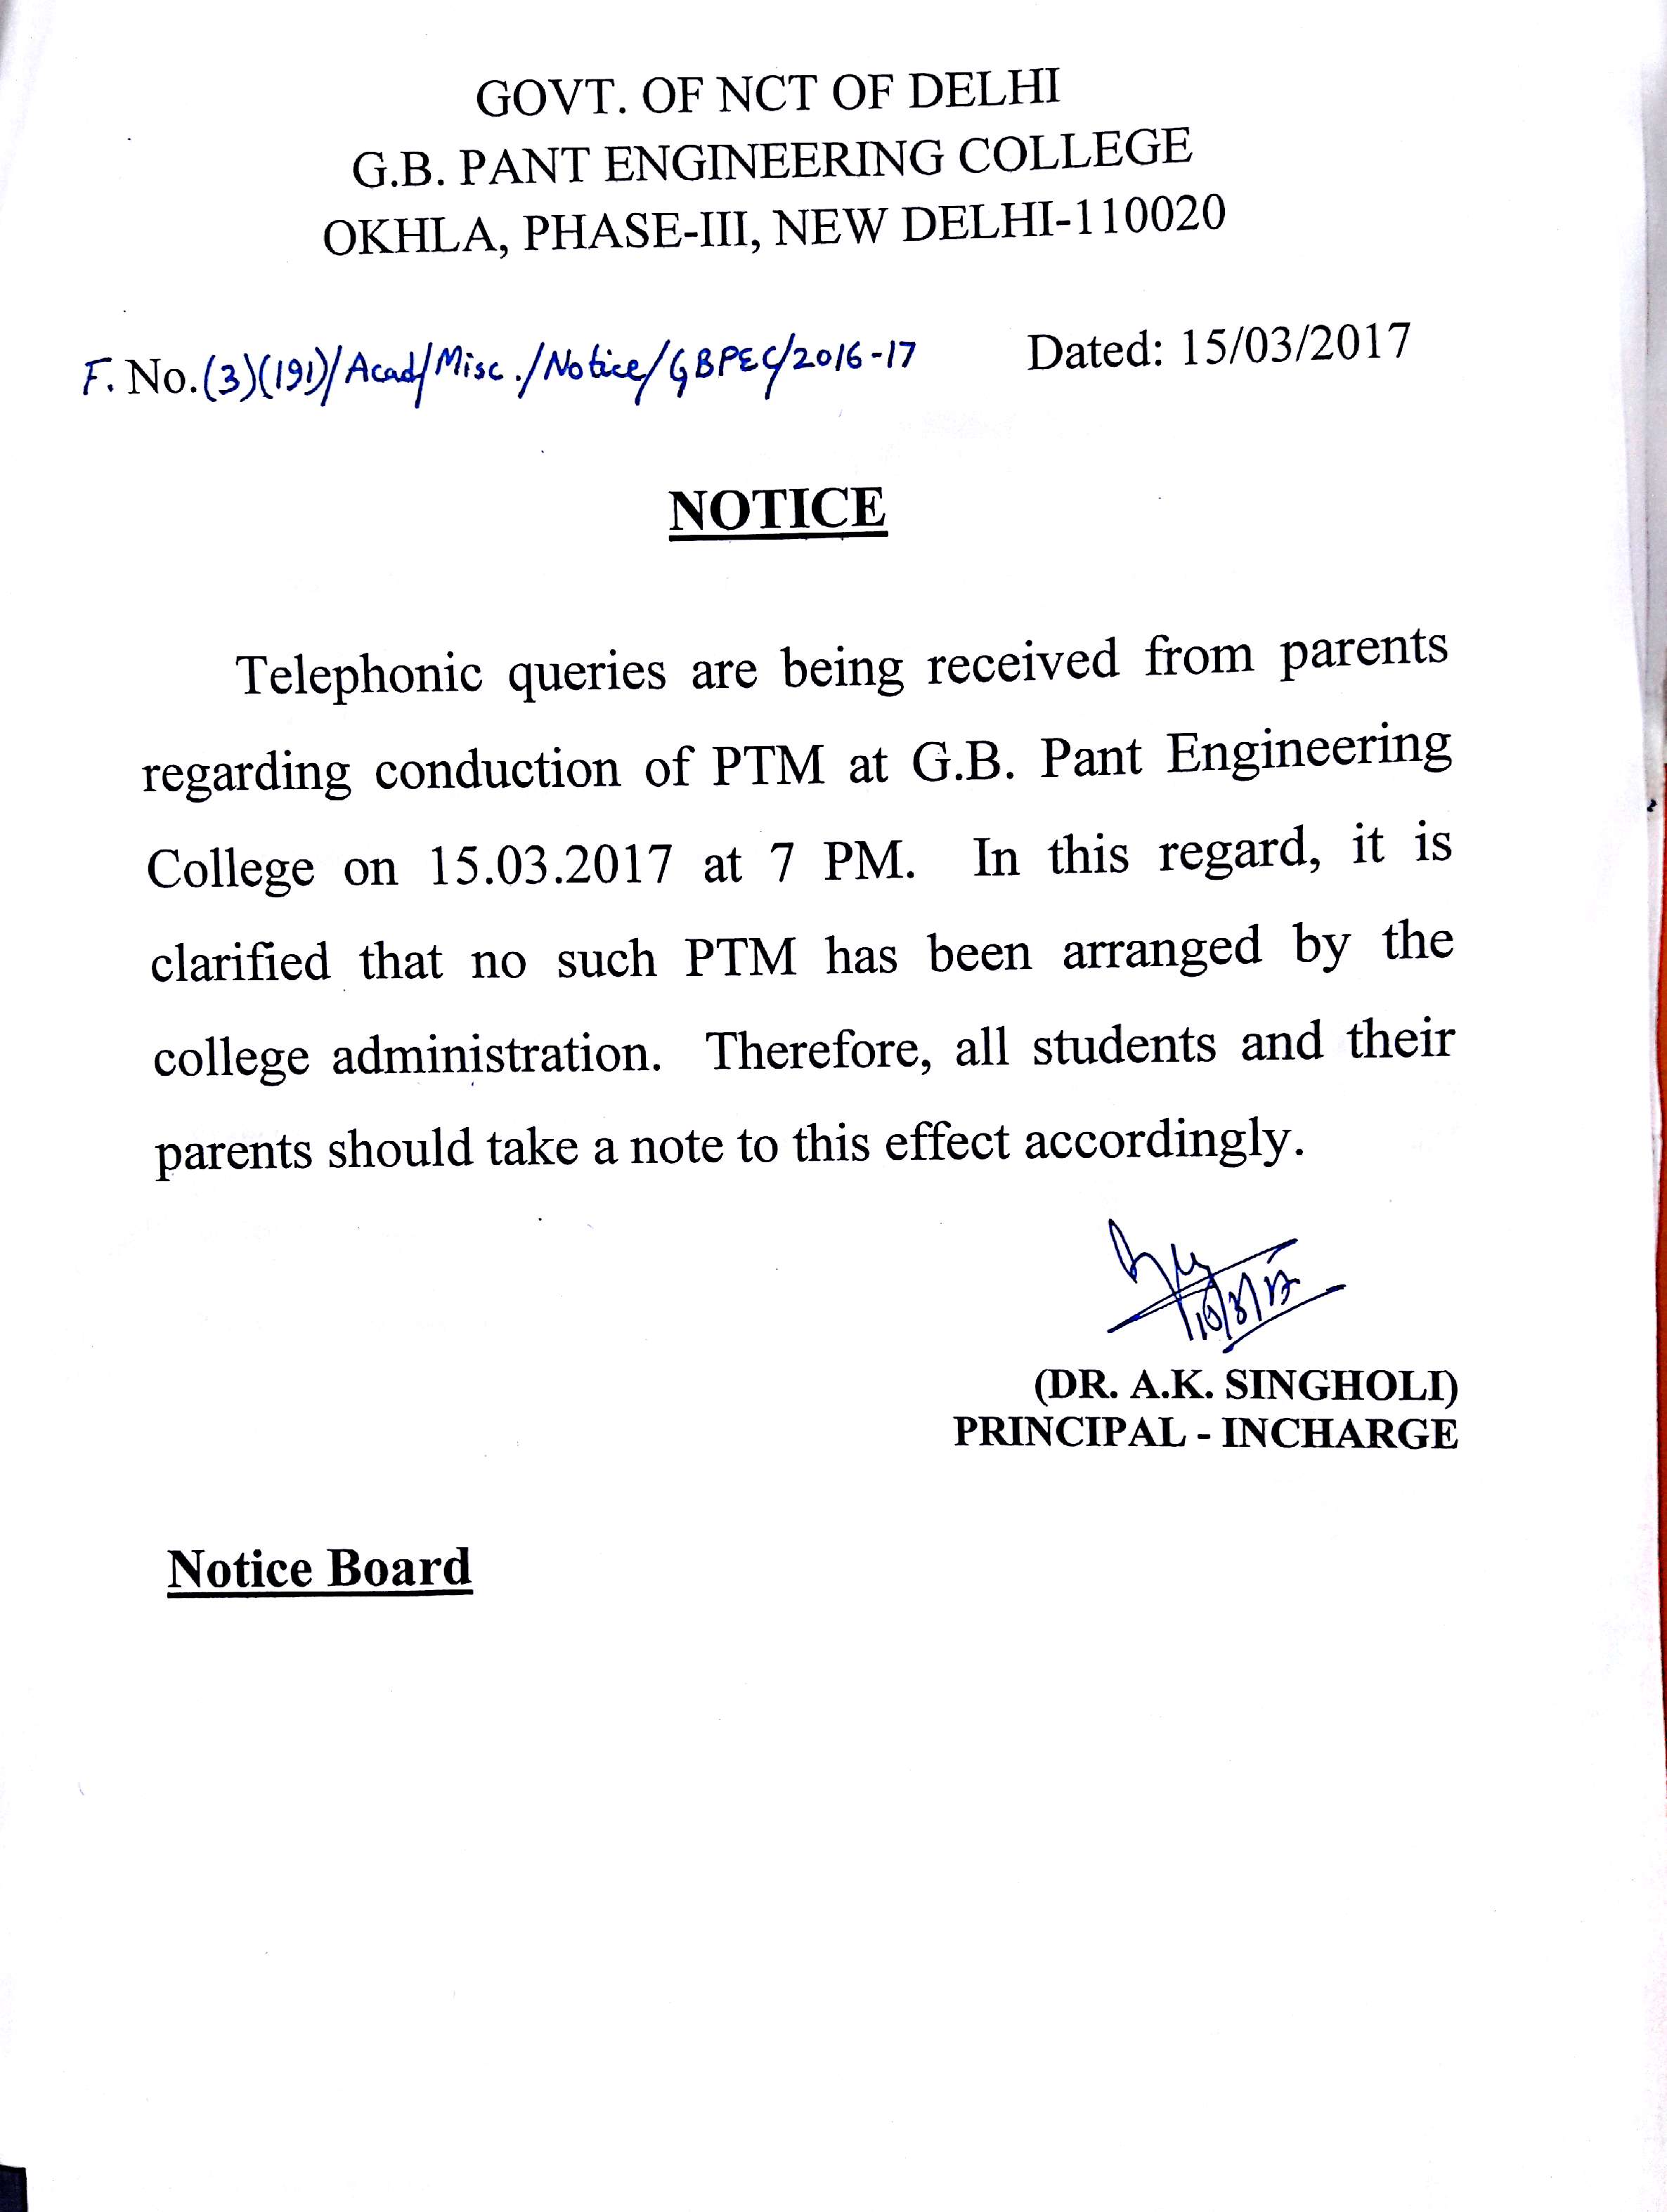 GOVT. OF NCT OF DELHI
G.B. PANT ENGINEERING COLLEGE
OKHLA, PHASE-III, NEW DELHI-110020
F. No.(3)(191)/Acad/Misc./Notice/GBPEC/2016-17 Dated: 15/03/2017
NOTICE
Telephonic queries are being received from parents
regarding conduction of PTM at G.B. Pant Engineering
College on 15.03.2017 at 7 PM. In this regard, it is
clarified that no such PTM has been arranged by the
college administration. Therefore, all students and their
parents should take a note to this effect accordingly.
(DR. A.K. SINGHOLI)
PRINCIPAL - INCHARGE
Notice Board